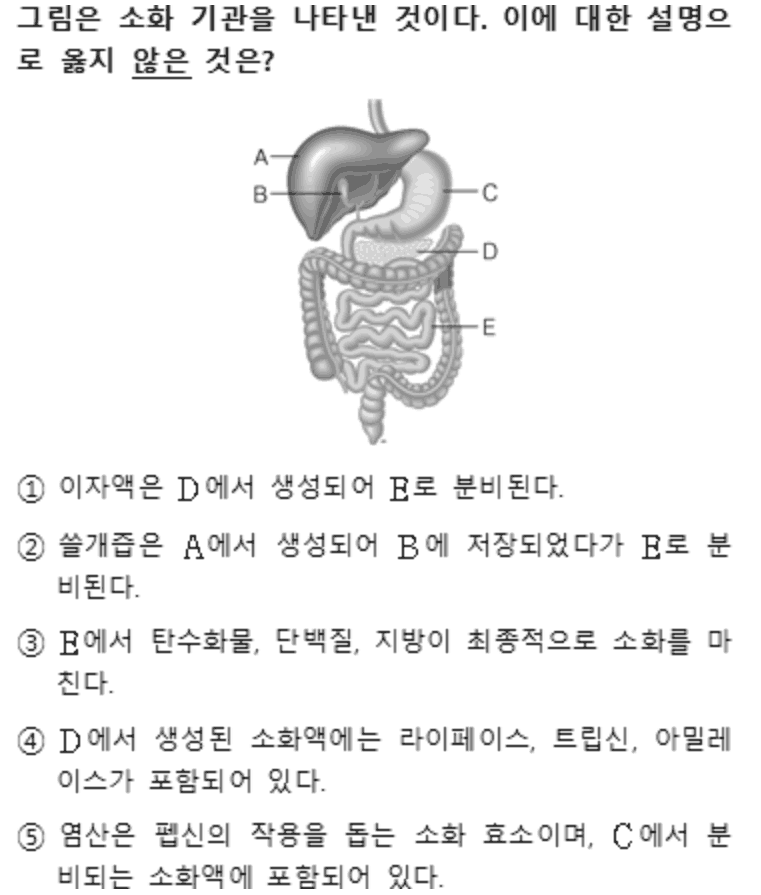 그림은 소화 기관을 나타낸 것이다. 이에 대한 설명으
로 옳지 않은 것은?
A
B
C
D
E
① 이자액은 D에서 생성되어 E로 분비된다.
② 쓸개즙은 A에서 생성되어 B에 저장되었다가 E로 분
비된다.
③ E에서 탄수화물, 단백질, 지방이 최종적으로 소화를 마
친다.
④ D에서 생성된 소화액에는 라이페이스, 트립신, 아밀레
이스가 포함되어 있다.
⑤ 염산은 펩신의 작용을 돕는 소화 효소이며, C에서 분
비되는 소화액에 포함되어 있다.